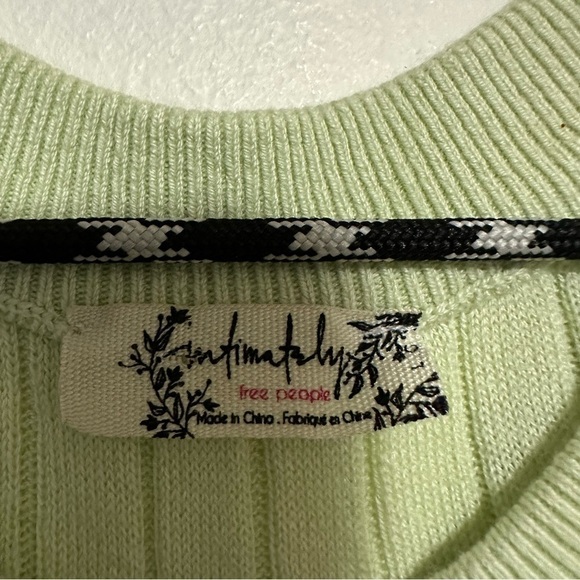 intimately
free people
Made in China . Fabriqué en Chine